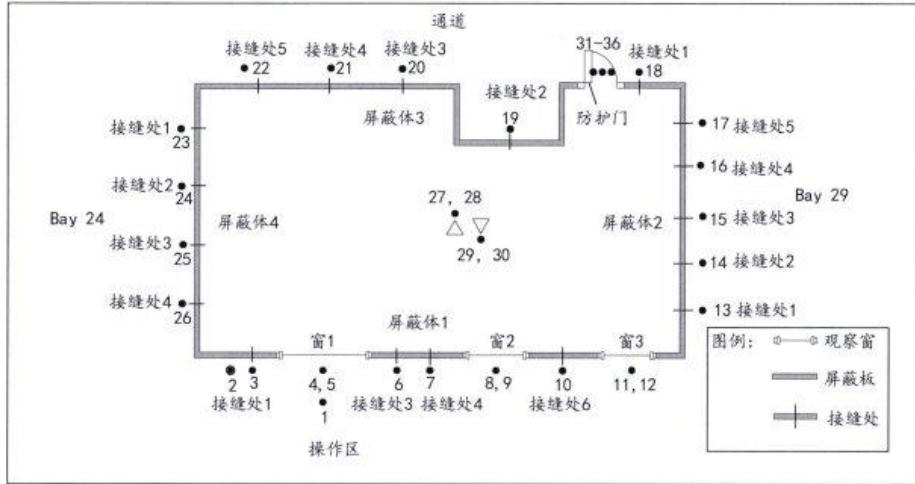 通道
接缝处5 接缝处4 接缝处3 31-36 接缝处1
22 21 20 18
接缝处2
19
防护门
屏蔽体3
接缝处1
23
17 接缝处5
16 接缝处4
接缝处2
24
27, 28
Bay 24 屏蔽体4 屏蔽体2 15 接缝处3 Bay 29
接缝处3
25
29, 30
14 接缝处2
接缝处4
26
13 接缝处1
屏蔽体1
窗1 窗2 窗3
2 3 4,5 6 7 8,9 10 11,12
接缝处1 接缝处3 接缝处4 接缝处6
1
操作区
图例: 观察窗
屏蔽板
接缝处